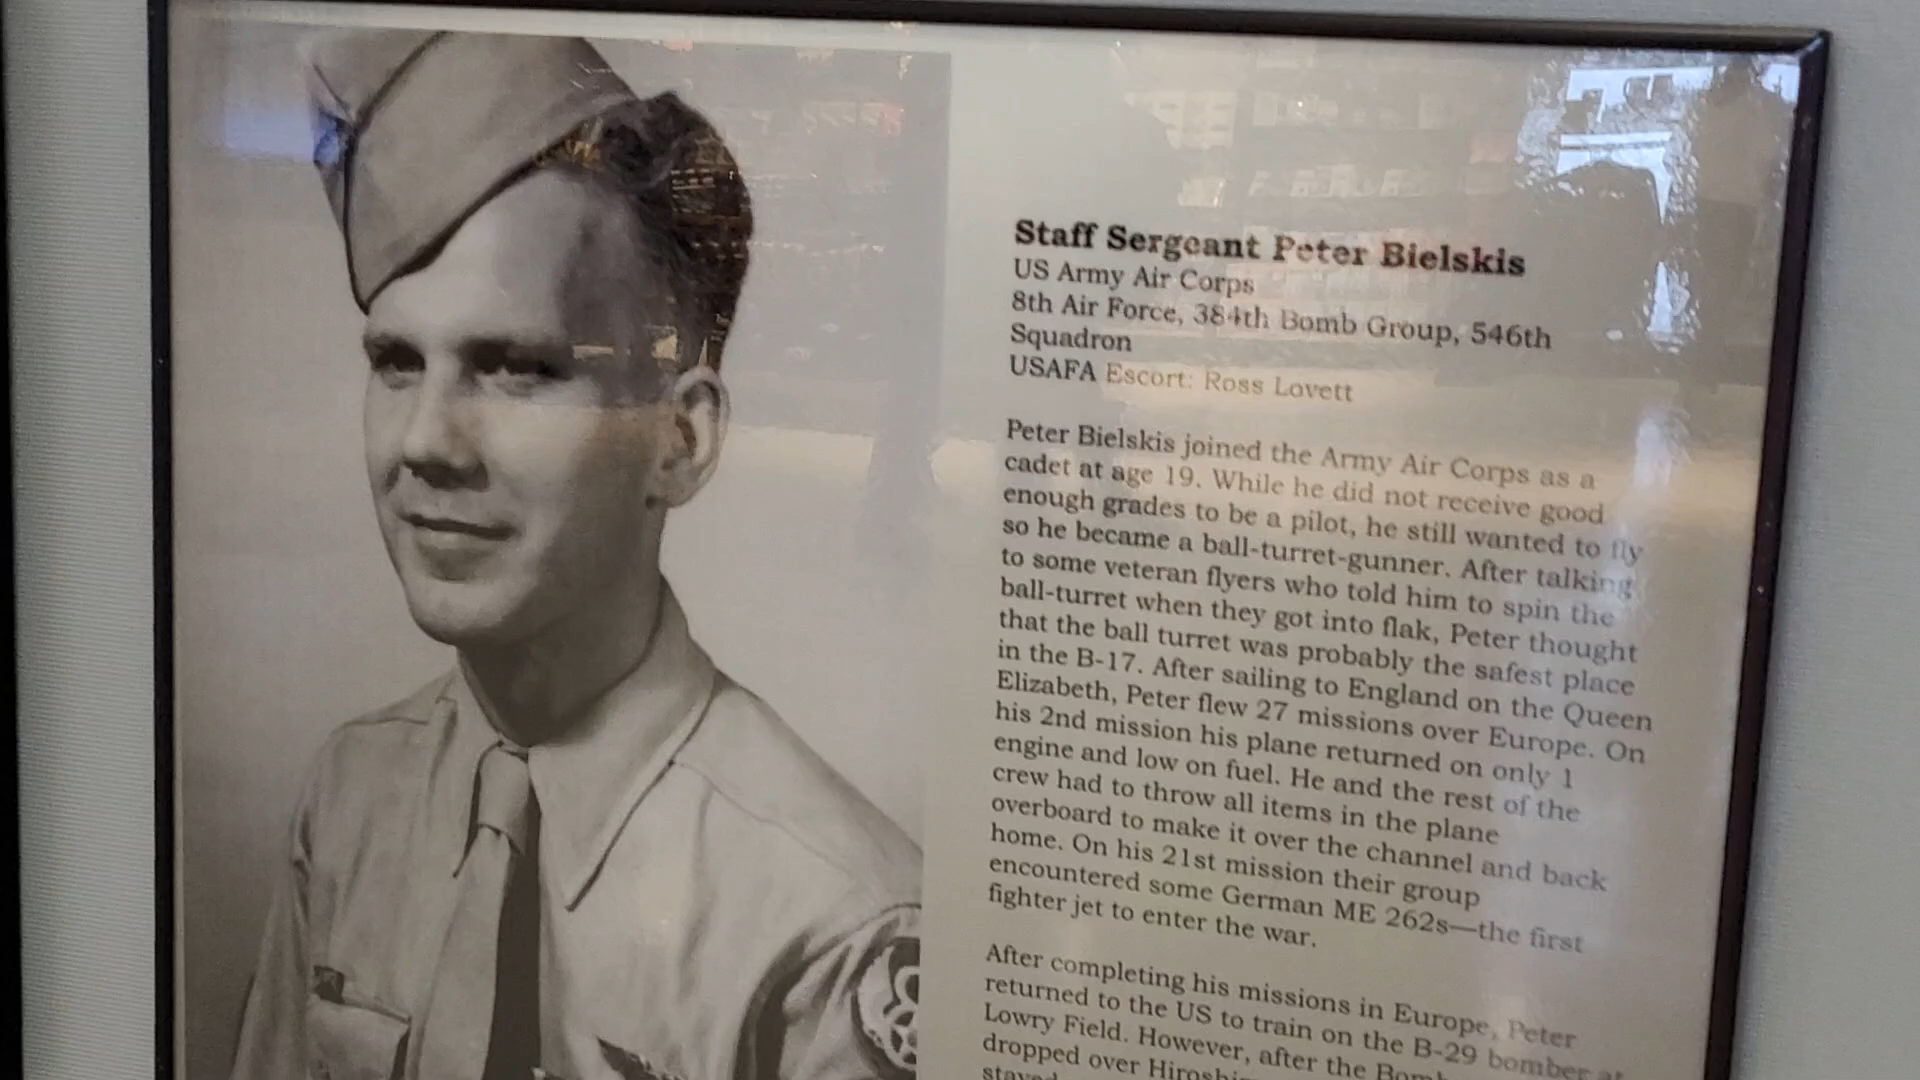 Staff Sergeant Peter Bielskis
US Army Air Corps
8th Air Force, 384th Bomb Group, 546th
Squadron
USAFA Escort: Ross Lovett
Peter Bielskis joined the Army Air Corps as a
cadet at age 19. While he did not receive good
enough grades to be a pilot, he still wanted to fly
so he became a ball-turret-gunner. After talking
to some veteran flyers who told him to spin the
ball-turret when they got into flak, Peter thought
that the ball turret was probably the safest place
in the B-17. After sailing to England on the Queen
Elizabeth, Peter flew 27 missions over Europe. On
his 2nd mission his plane returned on only 1
engine and low on fuel. He and the rest of the
crew had to throw all items in the plane
overboard to make it over the channel and back
home. On his 21st mission their group
encountered some German ME 262s—the first
fighter jet to enter the war.
After completing his missions in Europe, Peter
returned to the US to train on the B-29 bomber at
Lowry Field. However, after the Bomb
dropped over